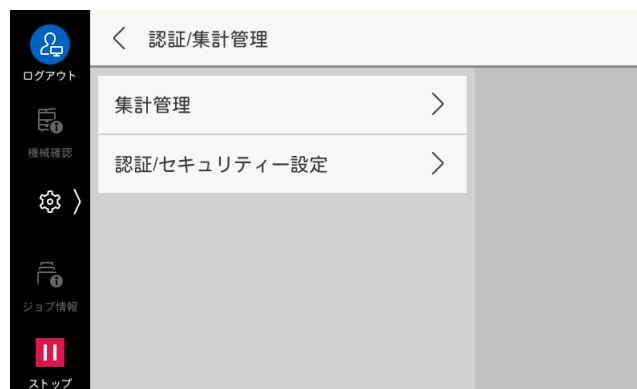 認証/集計管理
ログアウト
集計管理
機械確認
認証/セキュリティー設定
ジョブ情報
ストップ